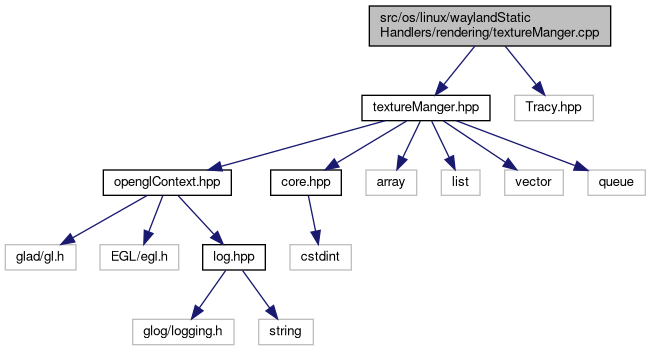 src/os/linux/waylandStatic
Handlers/rendering/textureManger.cpp
textureManger.hpp
Tracy.hpp
openglContext.hpp
core.hpp
array
list
vector
queue
glad/gl.h
EGL/egl.h
log.hpp
cstdint
glog/logging.h
string